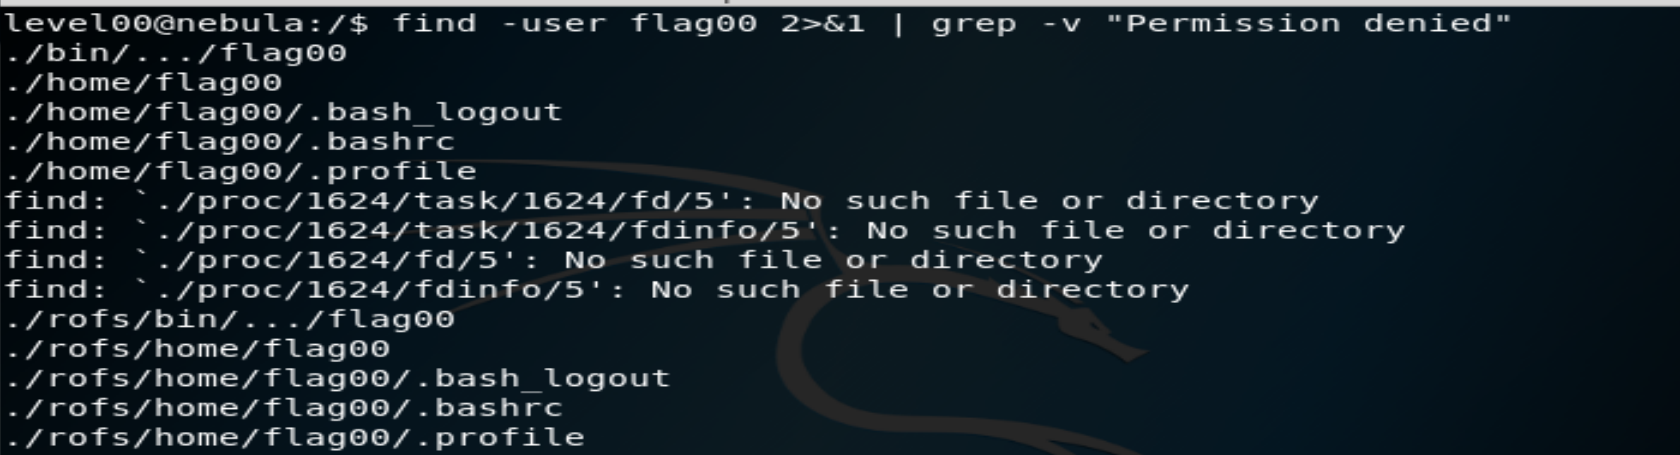 level00@nebula:/$ find -user flag00 2>&1 | grep -v "Permission denied"
./bin/.../flag00
./home/flag00
./home/flag00/.bash_logout
./home/flag00/.bashrc
./home/flag00/.profile
find: `./proc/1624/task/1624/fd/5': No such file or directory
find: `./proc/1624/task/1624/fdinfo/5': No such file or directory
find: `./proc/1624/fd/5': No such file or directory
find: `./proc/1624/fdinfo/5': No such file or directory
./rofs/bin/.../flag00
./rofs/home/flag00
./rofs/home/flag00/.bash_logout
./rofs/home/flag00/.bashrc
./rofs/home/flag00/.profile